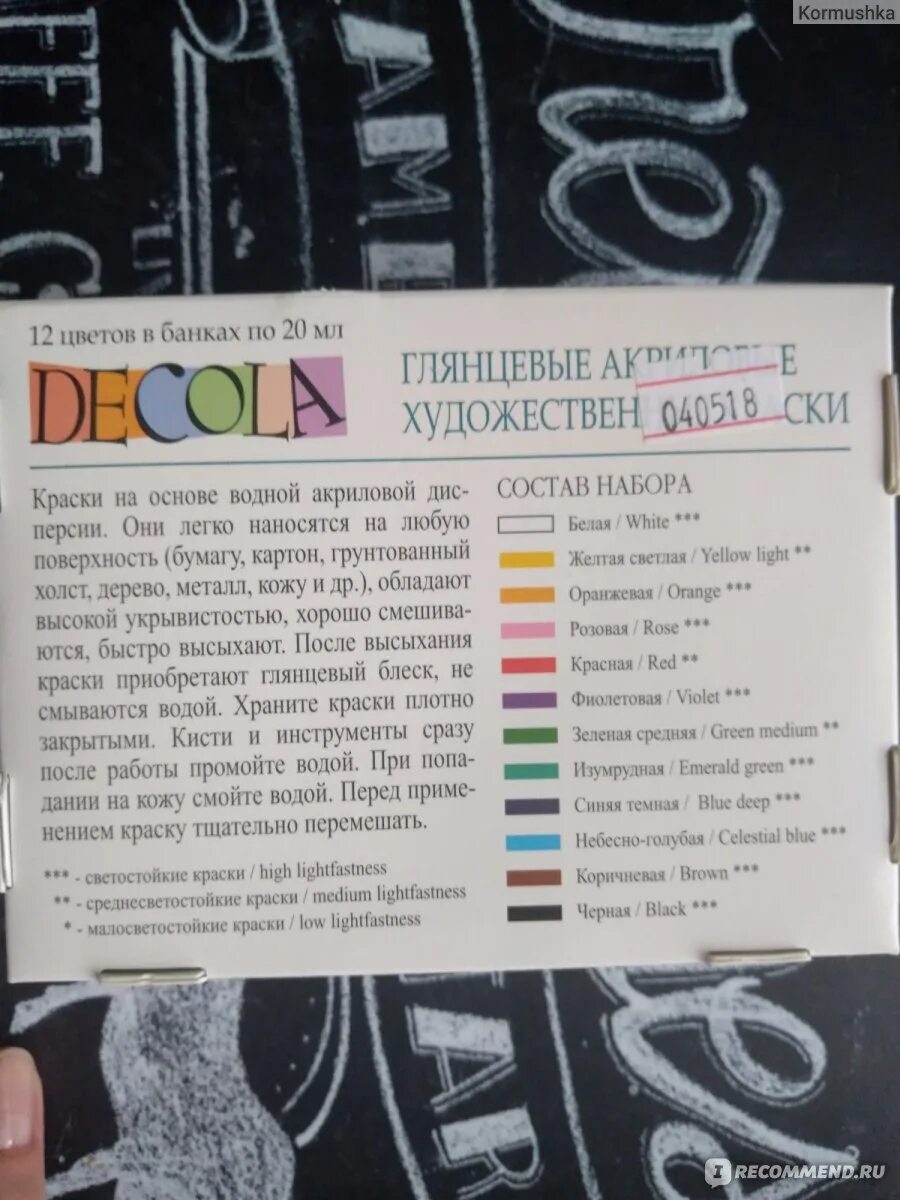 Kormushka
12 цветов в банках по 20 мл
DECOLA
ГЛЯНЦЕВЫЕ АКРИЛОВЫЕ
ХУДОЖЕСТВЕН СКИ
040518
Краски на основе водной акриловой дис-
персии. Они легко наносятся на любую
поверхность (бумагу, картон, грунтованный
холст, дерево, металл, кожу и др.), обладают
высокой укрывистостью, хорошо смешива-
ются, быстро высыхают. После высыхания
краски приобретают глянцевый блеск, не
смываются водой. Храните краски плотно
закрытыми. Кисти и инструменты сразу
после работы промойте водой. При попа-
дании на кожу смойте водой. Перед приме-
нением краску тщательно перемешать.
*** - светостойкие краски / high lightfastness
** - среднесветостойкие краски / medium lightfastness
* - малосветостойкие краски / low lightfastness
СОСТАВ НАБОРА
Белая / White ***
Желтая светлая / Yellow light **
Оранжевая / Orange ***
Розовая / Rose ***
Красная / Red **
Фиолетовая / Violet ***
Зеленая средняя / Green medium **
Изумрудная / Emerald green ***
Синяя темная / Blue deep ***
Небесно-голубая / Celestial blue ***
Коричневая / Brown ***
Черная / Black ***
IRECOMMEND.RU